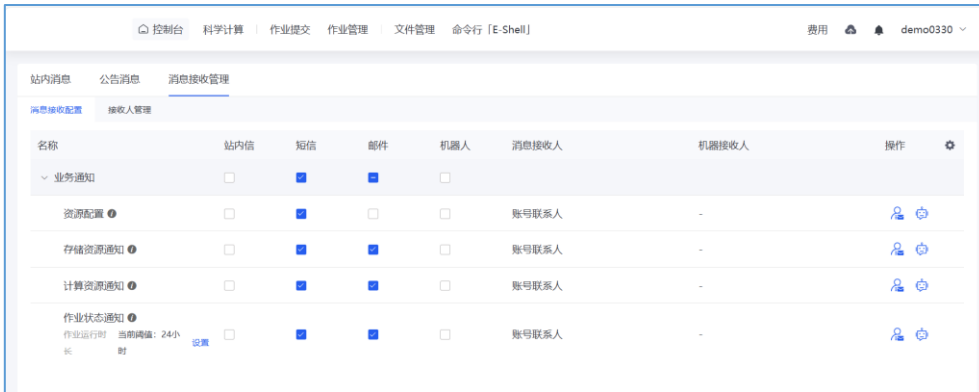 控制台 科学计算 作业提交 作业管理 文件管理 命令行「E-Shell」 费用 demo0330
站内消息 公告消息 消息接收管理
消息接收配置 接收人管理
名称 站内信 短信 邮件 机器人 消息接收人 机器接收人 操作
业务通知
资源配置 账号联系人 -
存储资源通知 账号联系人 -
计算资源通知 账号联系人 -
作业状态通知
作业运行时长 当前阈值：24小时 设置 账号联系人 -